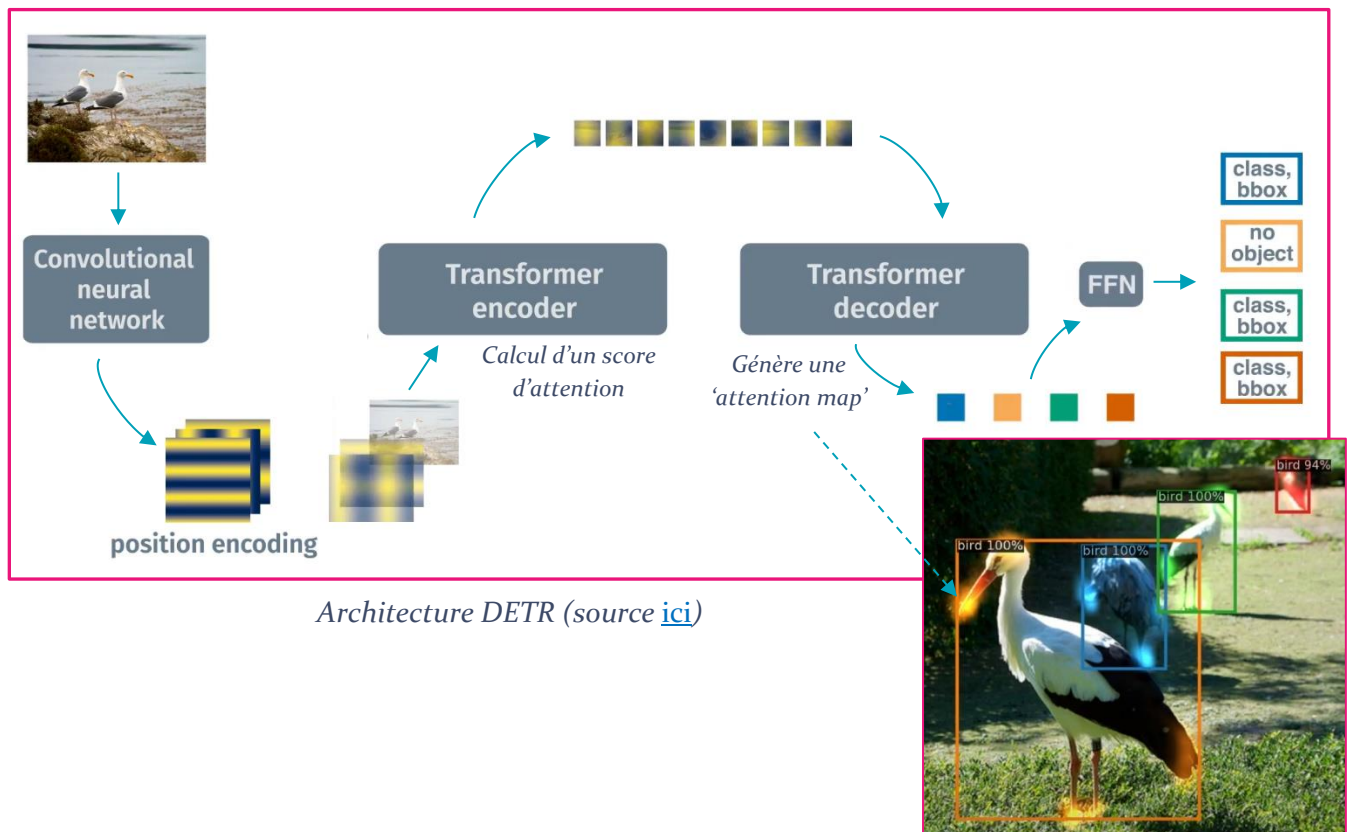 Convolutional
neural
network
position encoding
Transformer
encoder
Calcul d’un score
d’attention
Transformer
decoder
Génère une
‘attention map’
FFN
class,
bbox
no
object
class,
bbox
class,
bbox
bird 94%
bird 100%
bird 100%
bird 100%
Architecture DETR (source ici)